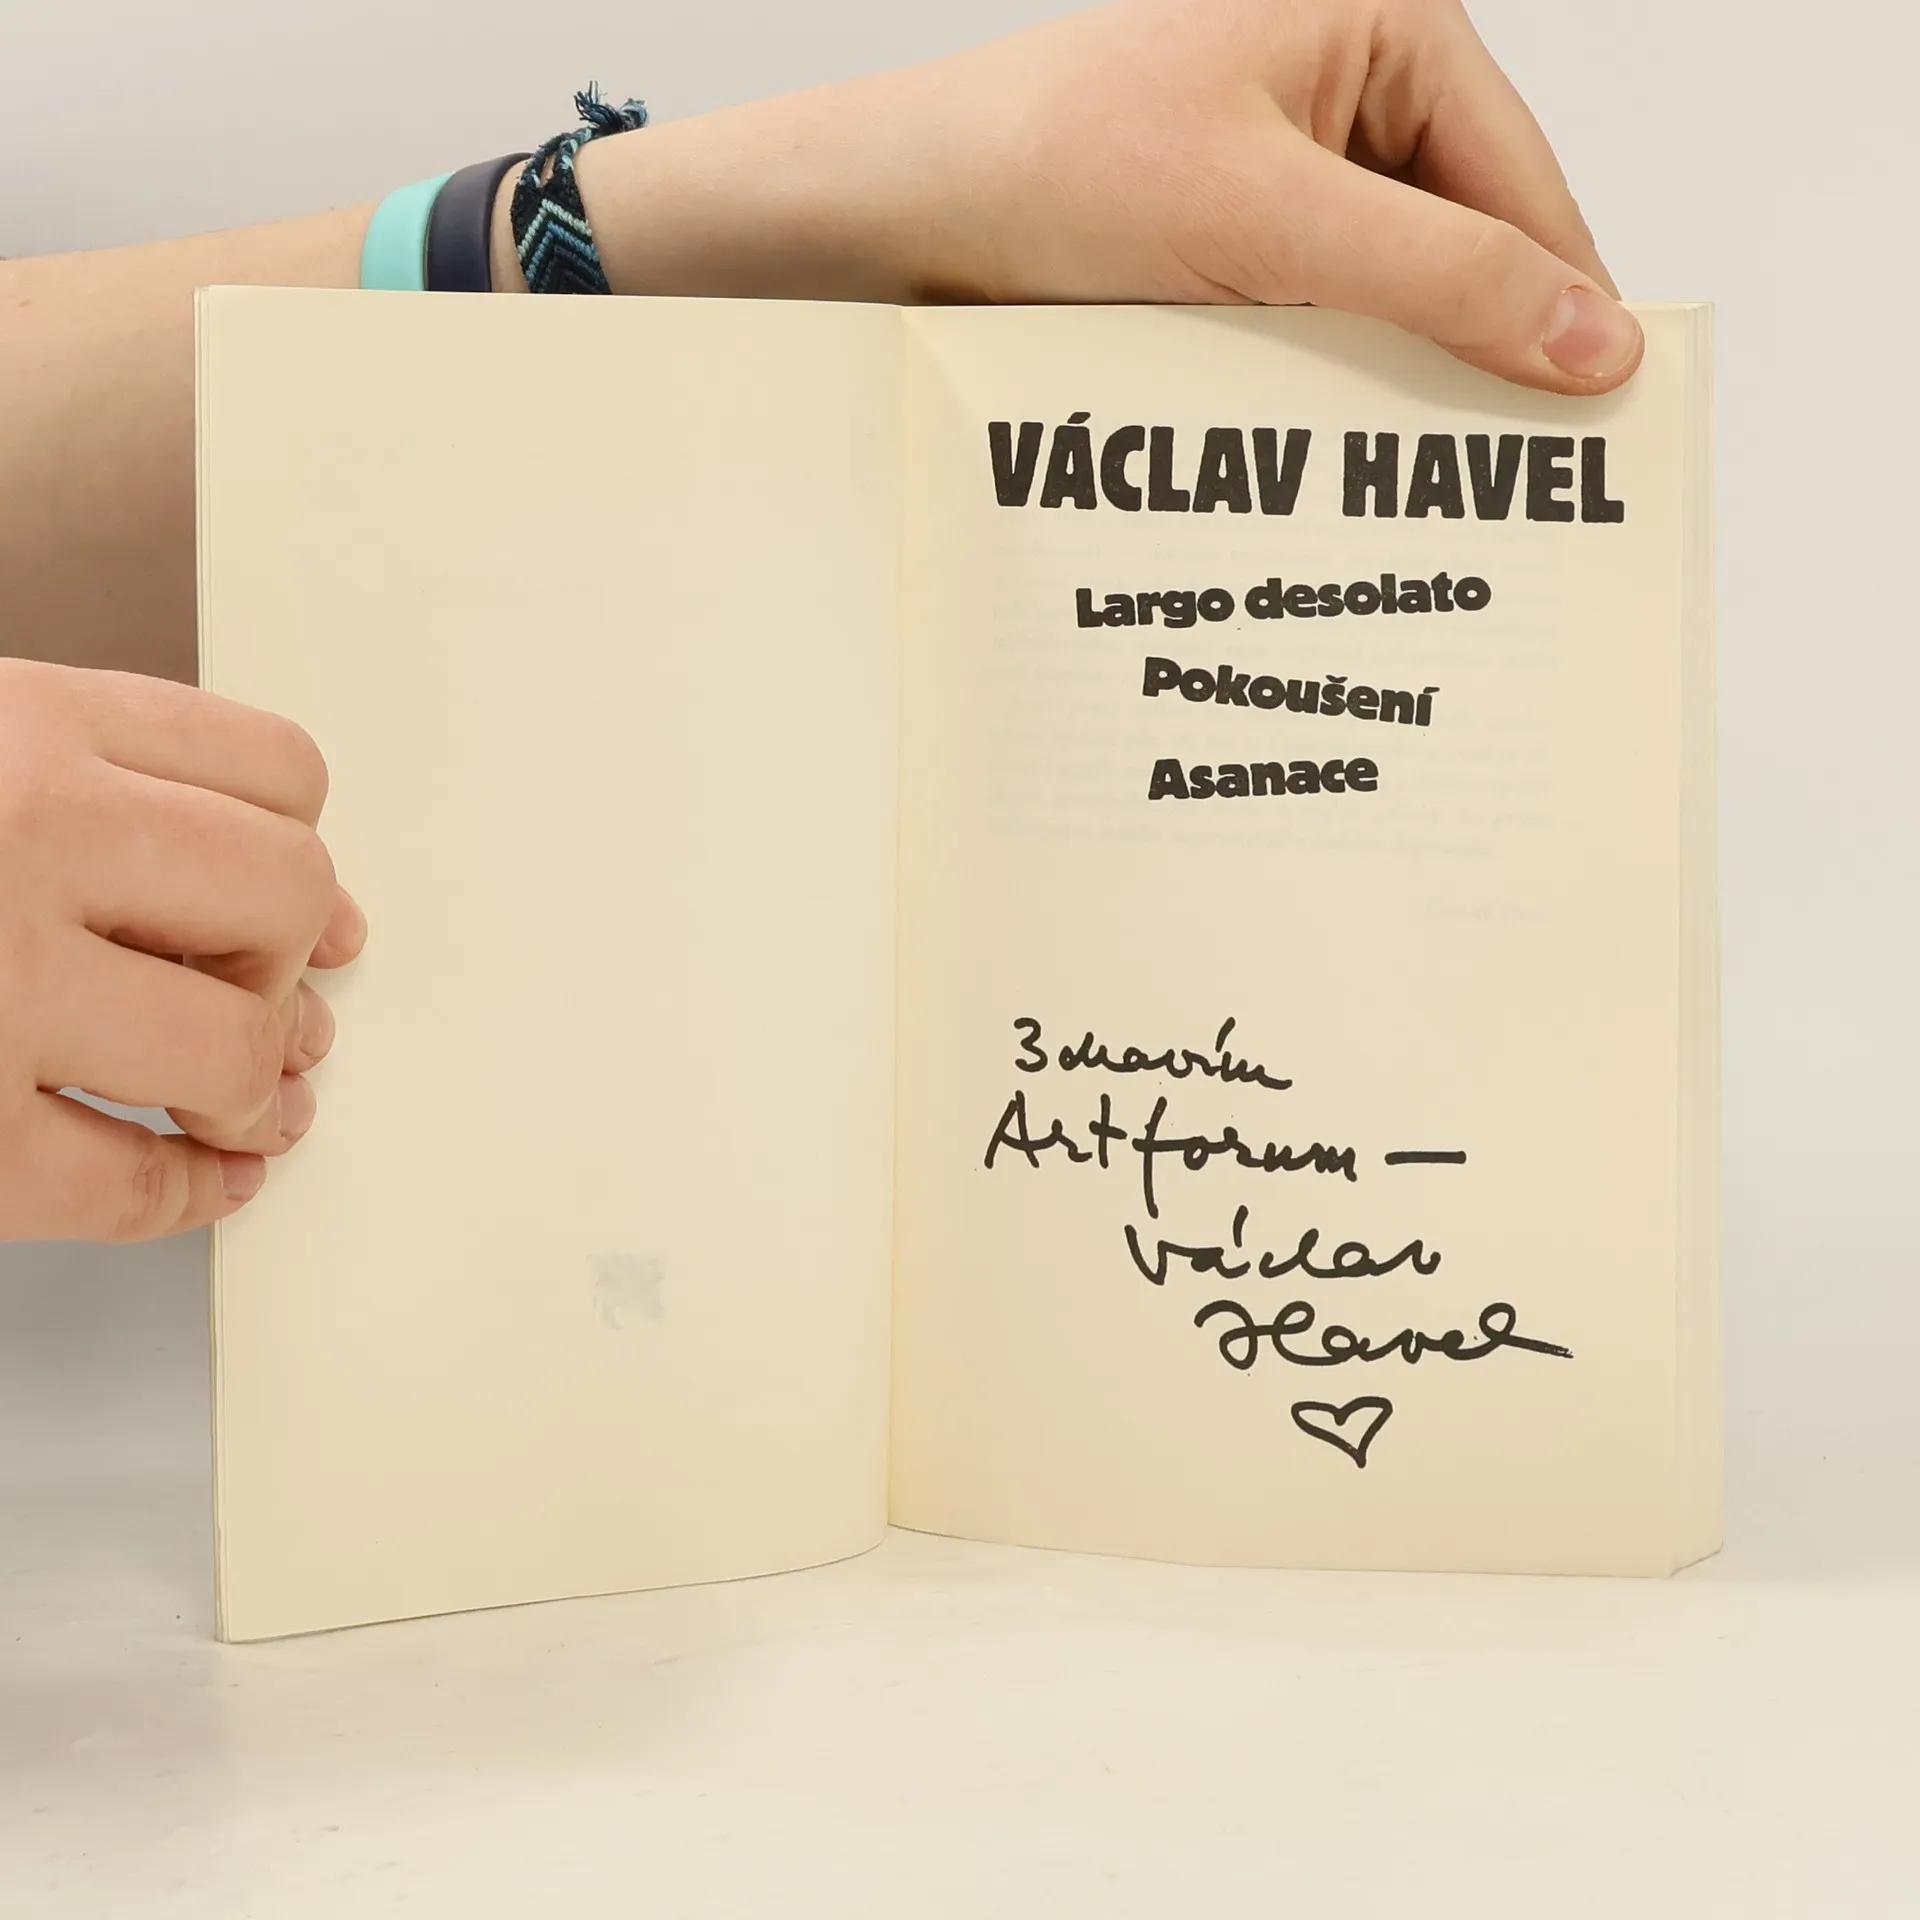 VÁCLAV HAVEL
Largo desolato
Pokoušení
Asanace
Zdravím
Artforum —
Václav
Havel